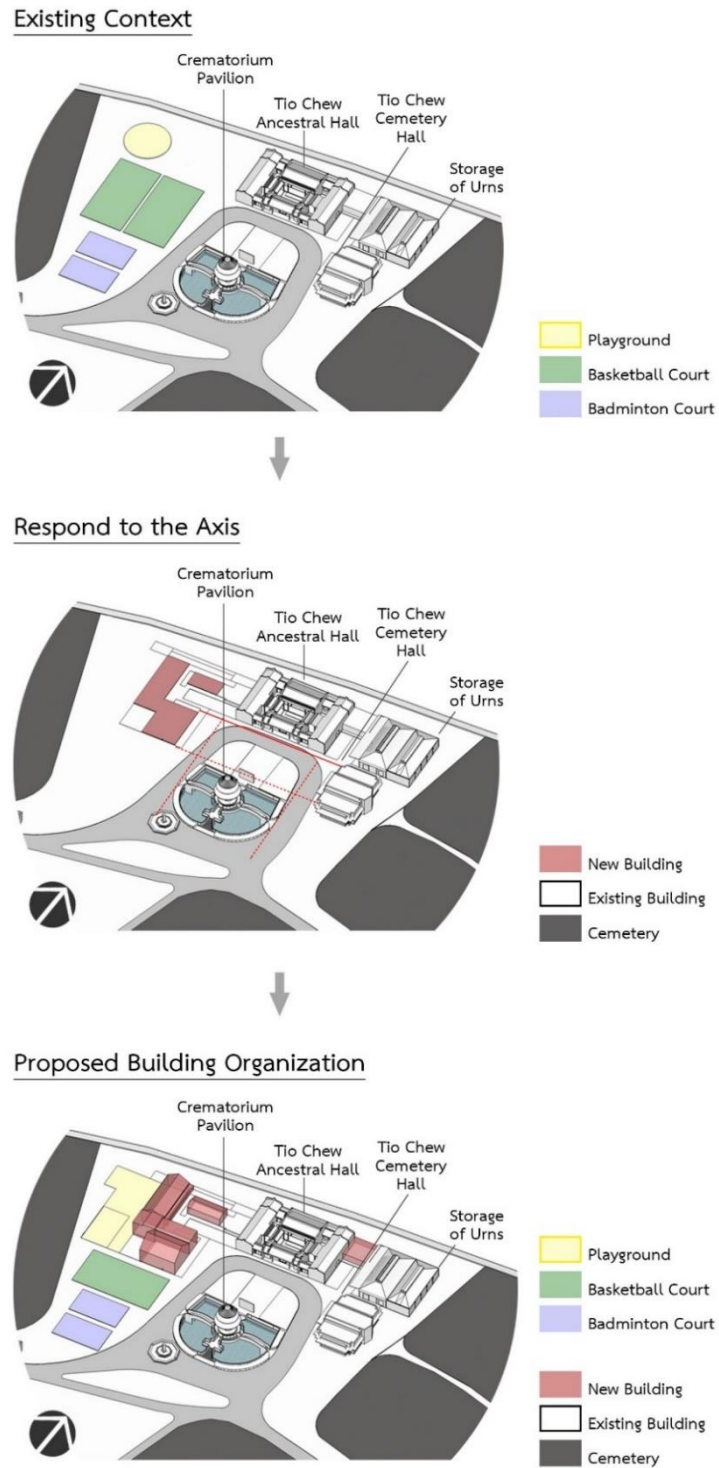 Existing Context
Crematorium
Pavilion
Tio Chew
Ancestral Hall
Tio Chew
Cemetery
Hall
Storage
of Urns
Playground
Basketball Court
Badminton Court
Respond to the Axis
Crematorium
Pavilion
Tio Chew
Ancestral Hall
Tio Chew
Cemetery
Hall
Storage
of Urns
New Building
Existing Building
Cemetery
Proposed Building Organization
Crematorium
Pavilion
Tio Chew
Ancestral Hall
Tio Chew
Cemetery
Hall
Storage
of Urns
Playground
Basketball Court
Badminton Court
New Building
Existing Building
Cemetery